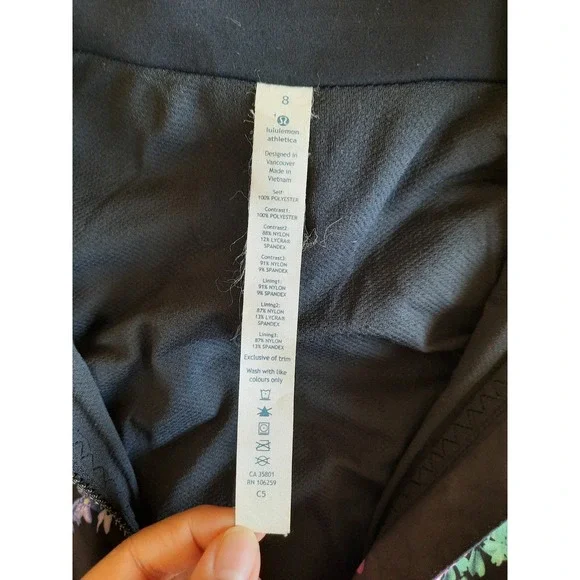 8
lululemon
athletica
Designed in
Vancouver
Made in
Vietnam
Self:
100% POLYESTER
Contrast1:
100% POLYESTER
Contrast2:
88% NYLON
12% LYCRA®
SPANDEX
Contrast3:
91% NYLON
9% SPANDEX
Lining1:
91% NYLON
9% SPANDEX
Lining2:
87% NYLON
13% LYCRA®
SPANDEX
Lining3:
87% NYLON
13% SPANDEX
Exclusive of trim
Wash with like
colours only
CA 35801
RN 106259
C5